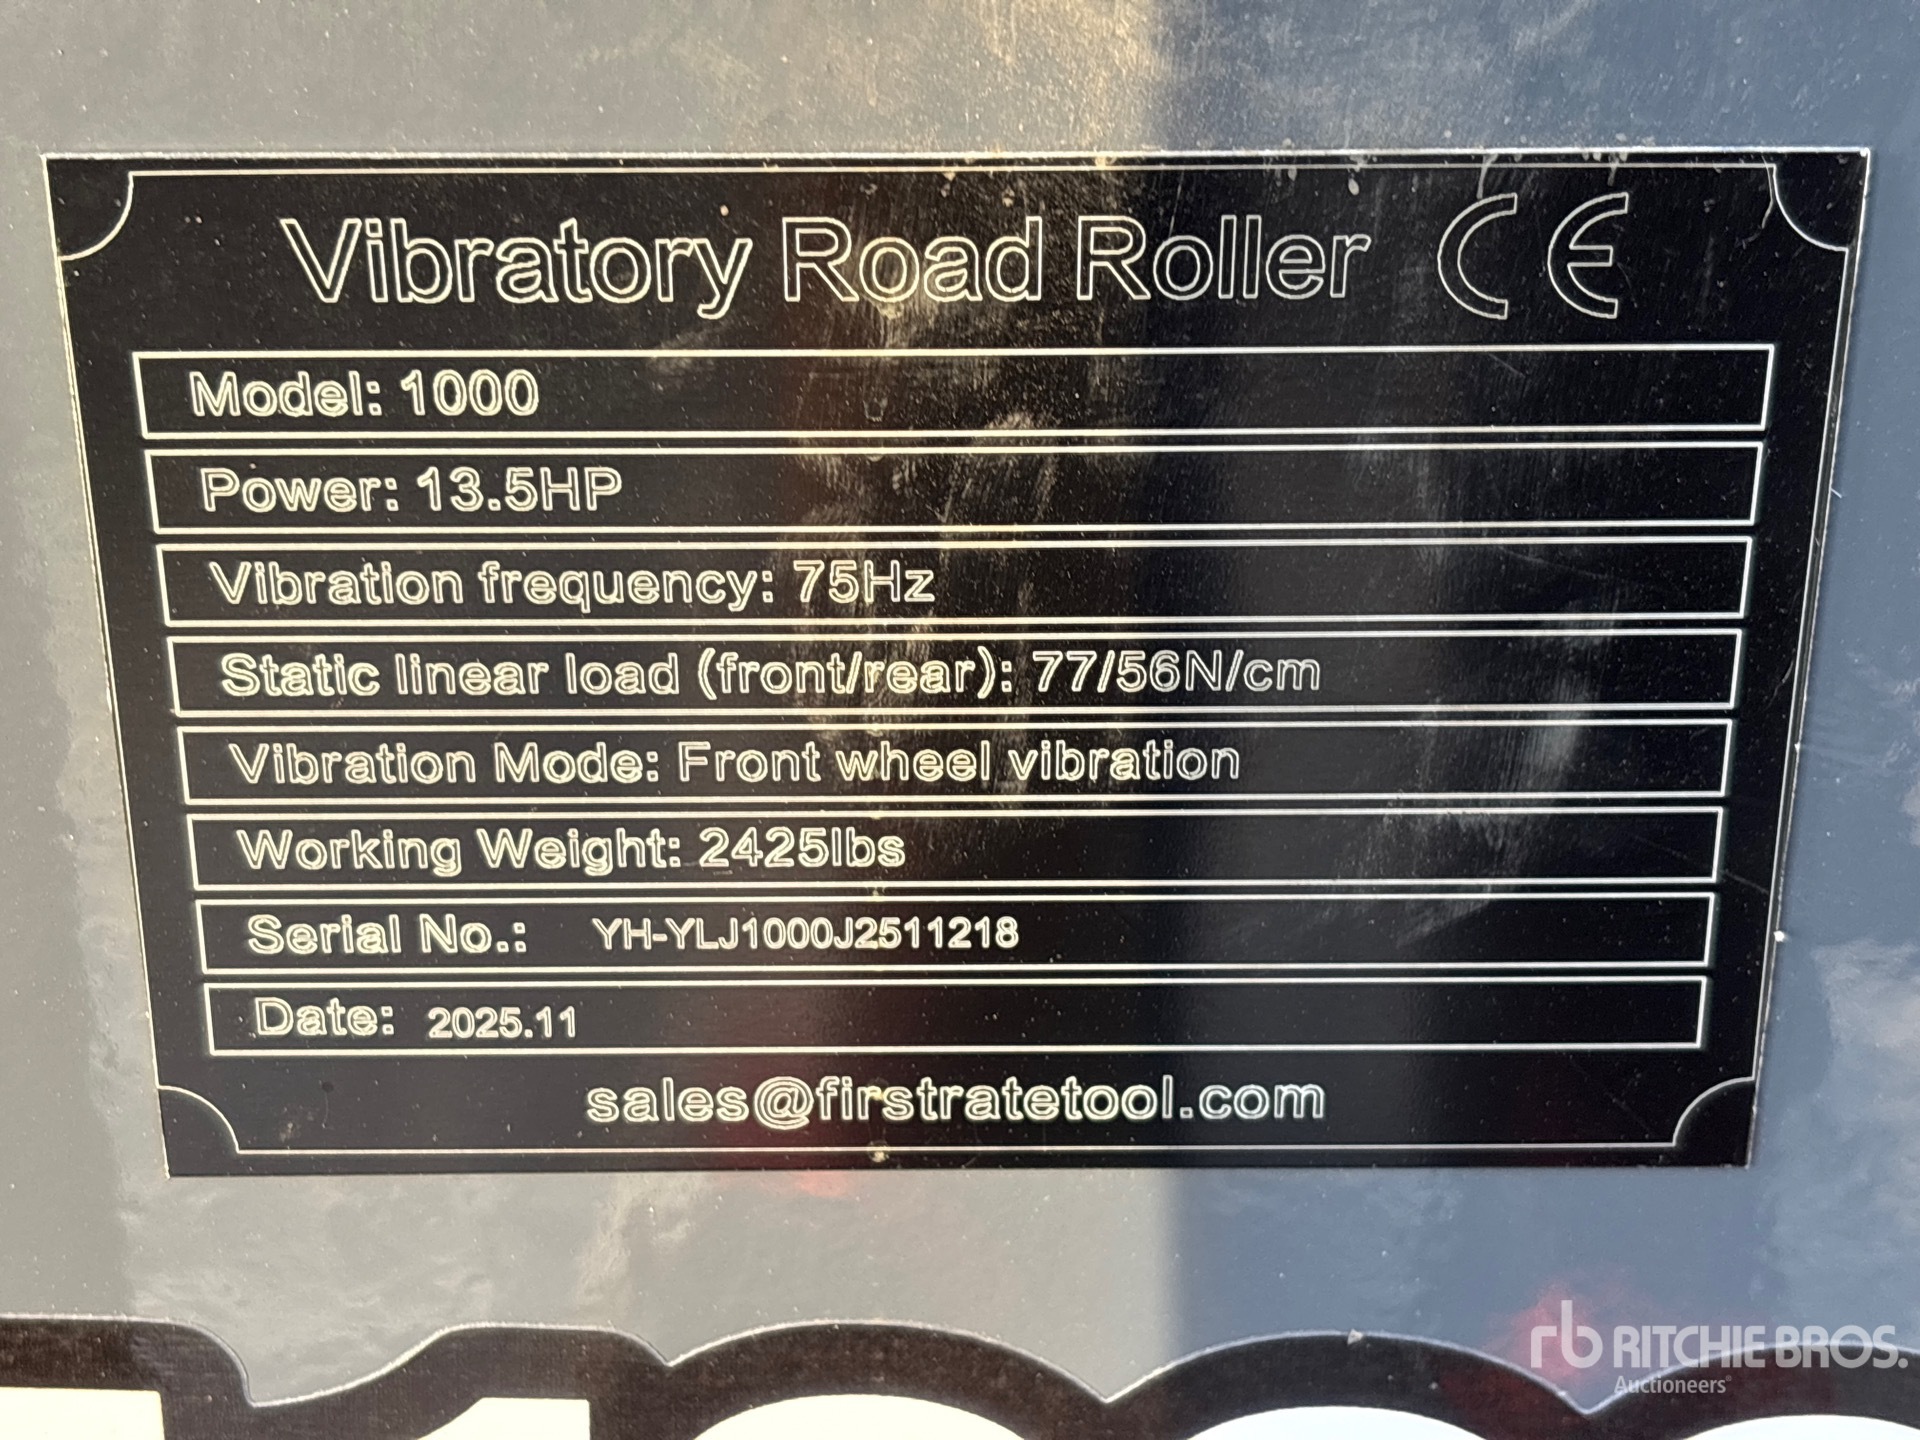 Vibratory Road Roller CE
Model: 1000
Power: 13.5HP
Vibration frequency: 75Hz
Static linear load (front/rear): 77/56N/cm
Vibration Mode: Front wheel vibration
Working Weight: 2425lbs
Serial No.: YH-YLJ1000J2511218
Date: 2025.11
sales@firstratetool.com
rb RITCHIE BROS.
Auctioneers®